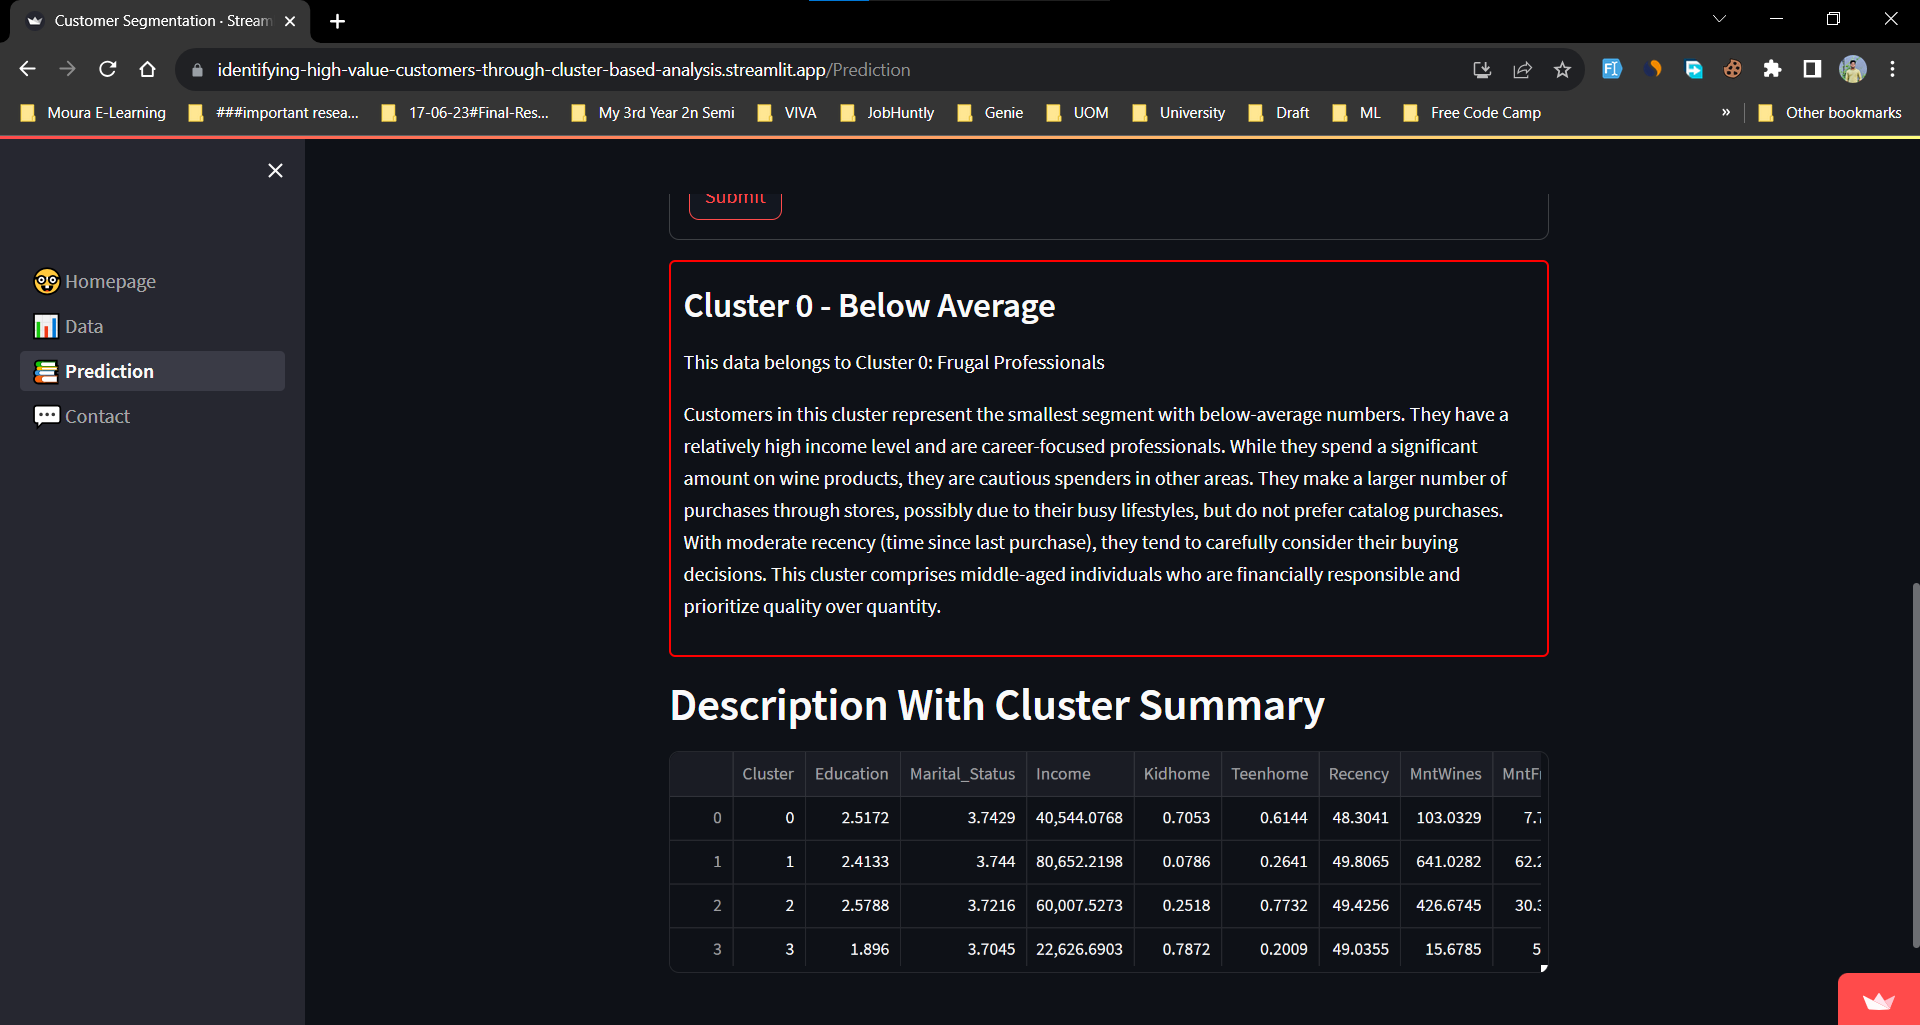 Customer Segmentation · Stream
identifying-high-value-customers-through-cluster-based-analysis.streamlit.app/Prediction
Moura E-Learning ###important resea... 17-06-23#Final-Res... My 3rd Year 2n Semi VIVA JobHuntly Genie UOM University Draft ML Free Code Camp » Other bookmarks
Homepage
Data
Prediction
Contact
Submit
Cluster 0 - Below Average
This data belongs to Cluster 0: Frugal Professionals
Customers in this cluster represent the smallest segment with below-average numbers. They have a
relatively high income level and are career-focused professionals. While they spend a significant
amount on wine products, they are cautious spenders in other areas. They make a larger number of
purchases through stores, possibly due to their busy lifestyles, but do not prefer catalog purchases.
With moderate recency (time since last purchase), they tend to carefully consider their buying
decisions. This cluster comprises middle-aged individuals who are financially responsible and
prioritize quality over quantity.
Description With Cluster Summary
Cluster Education Marital_Status Income Kidhome Teenhome Recency MntWines MntF
0 0 2.5172 3.7429 40,544.0768 0.7053 0.6144 48.3041 103.0329 7.7
1 1 2.4133 3.744 80,652.2198 0.0786 0.2641 49.8065 641.0282 62.2
2 2 2.5788 3.7216 60,007.5273 0.2518 0.7732 49.4256 426.6745 30.3
3 3 1.896 3.7045 22,626.6903 0.7872 0.2009 49.0355 15.6785 5